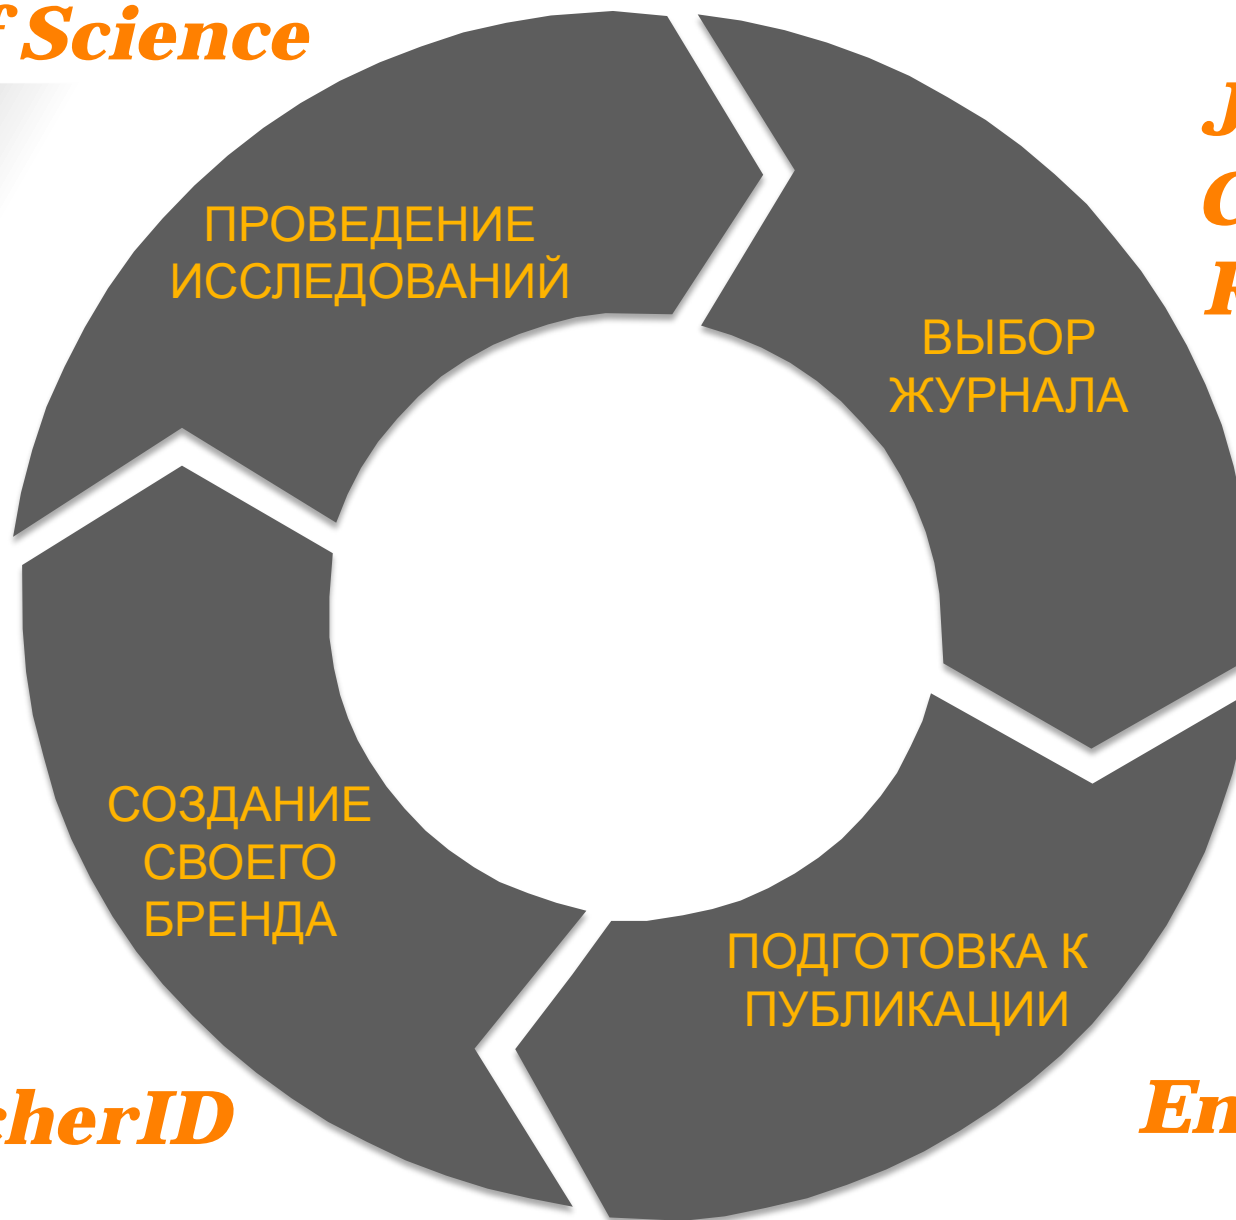 f Science
J
C
R
ПРОВЕДЕНИЕ
ИССЛЕДОВАНИЙ
ВЫБОР
ЖУРНАЛА
СОЗДАНИЕ
СВОЕГО
БРЕНДА
ПОДГОТОВКА К
ПУБЛИКАЦИИ
cherID
En